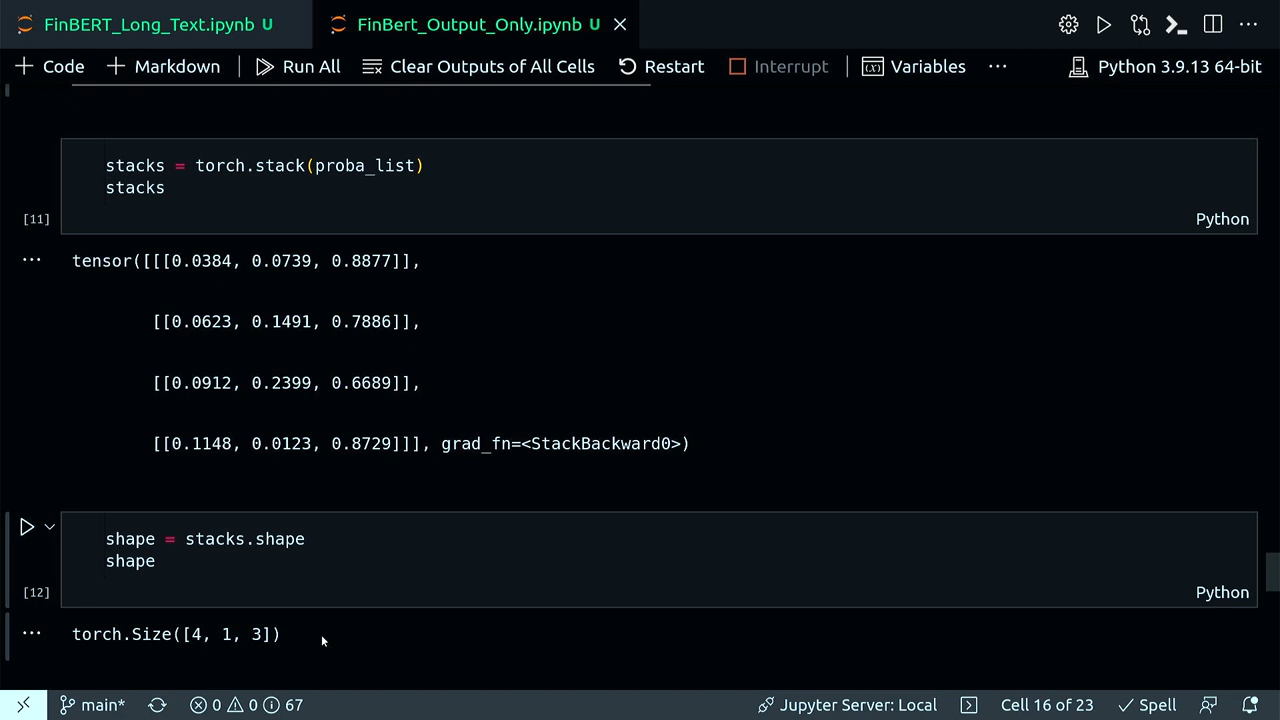 FinBERT_Long_Text.ipynb U
FinBert_Output_Only.ipynb U
Code Markdown Run All Clear Outputs of All Cells Restart Interrupt Variables ... Python 3.9.13 64-bit
stacks = torch.stack(proba_list)
stacks
[11]
Python
tensor([[[0.0384, 0.0739, 0.8877]],
[[0.0623, 0.1491, 0.7886]],
[[0.0912, 0.2399, 0.6689]],
[[0.1148, 0.0123, 0.8729]]], grad_fn=<StackBackward0>)
shape = stacks.shape
shape
[12]
Python
torch.Size([4, 1, 3])
main* 0 0 67 Jupyter Server: Local Cell 16 of 23 Spell